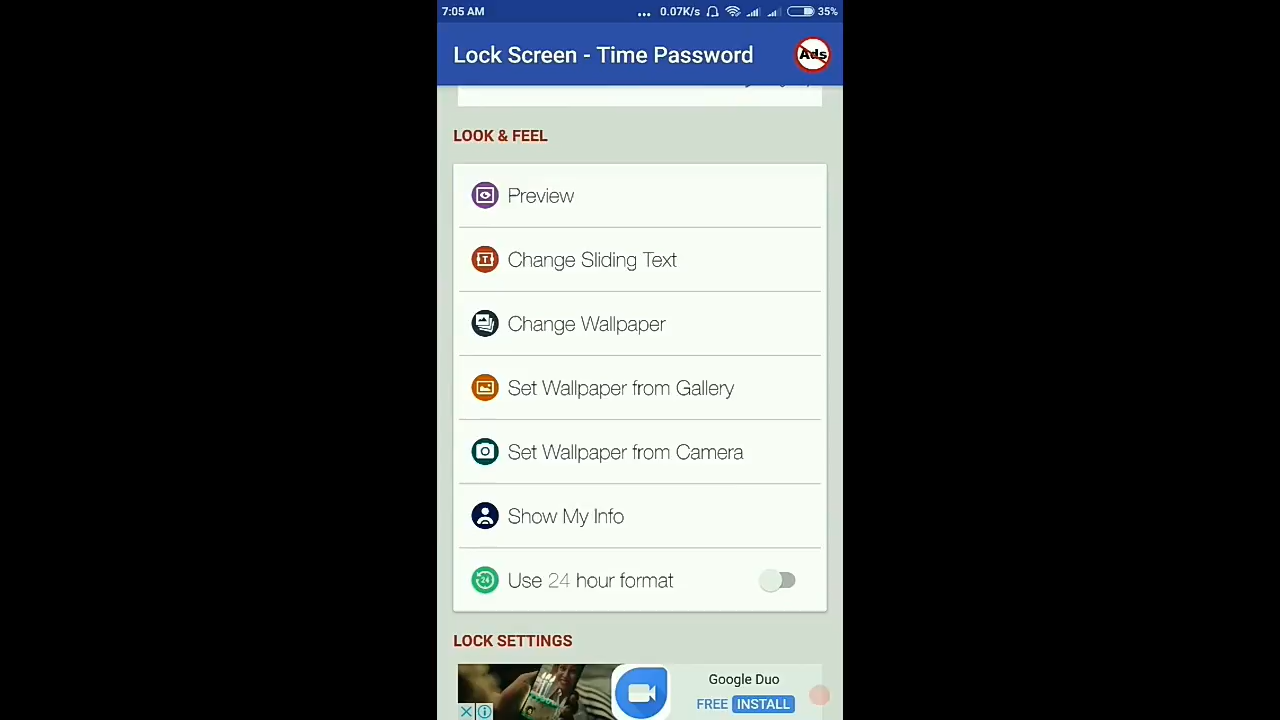 7:05 AM
... 0.07K/s 35%
Lock Screen - Time Password
Ads
LOOK & FEEL
Preview
T
Change Sliding Text
Change Wallpaper
Set Wallpaper from Gallery
Set Wallpaper from Camera
Show My Info
24
Use 24 hour format
LOCK SETTINGS
Google Duo
FREE INSTALL